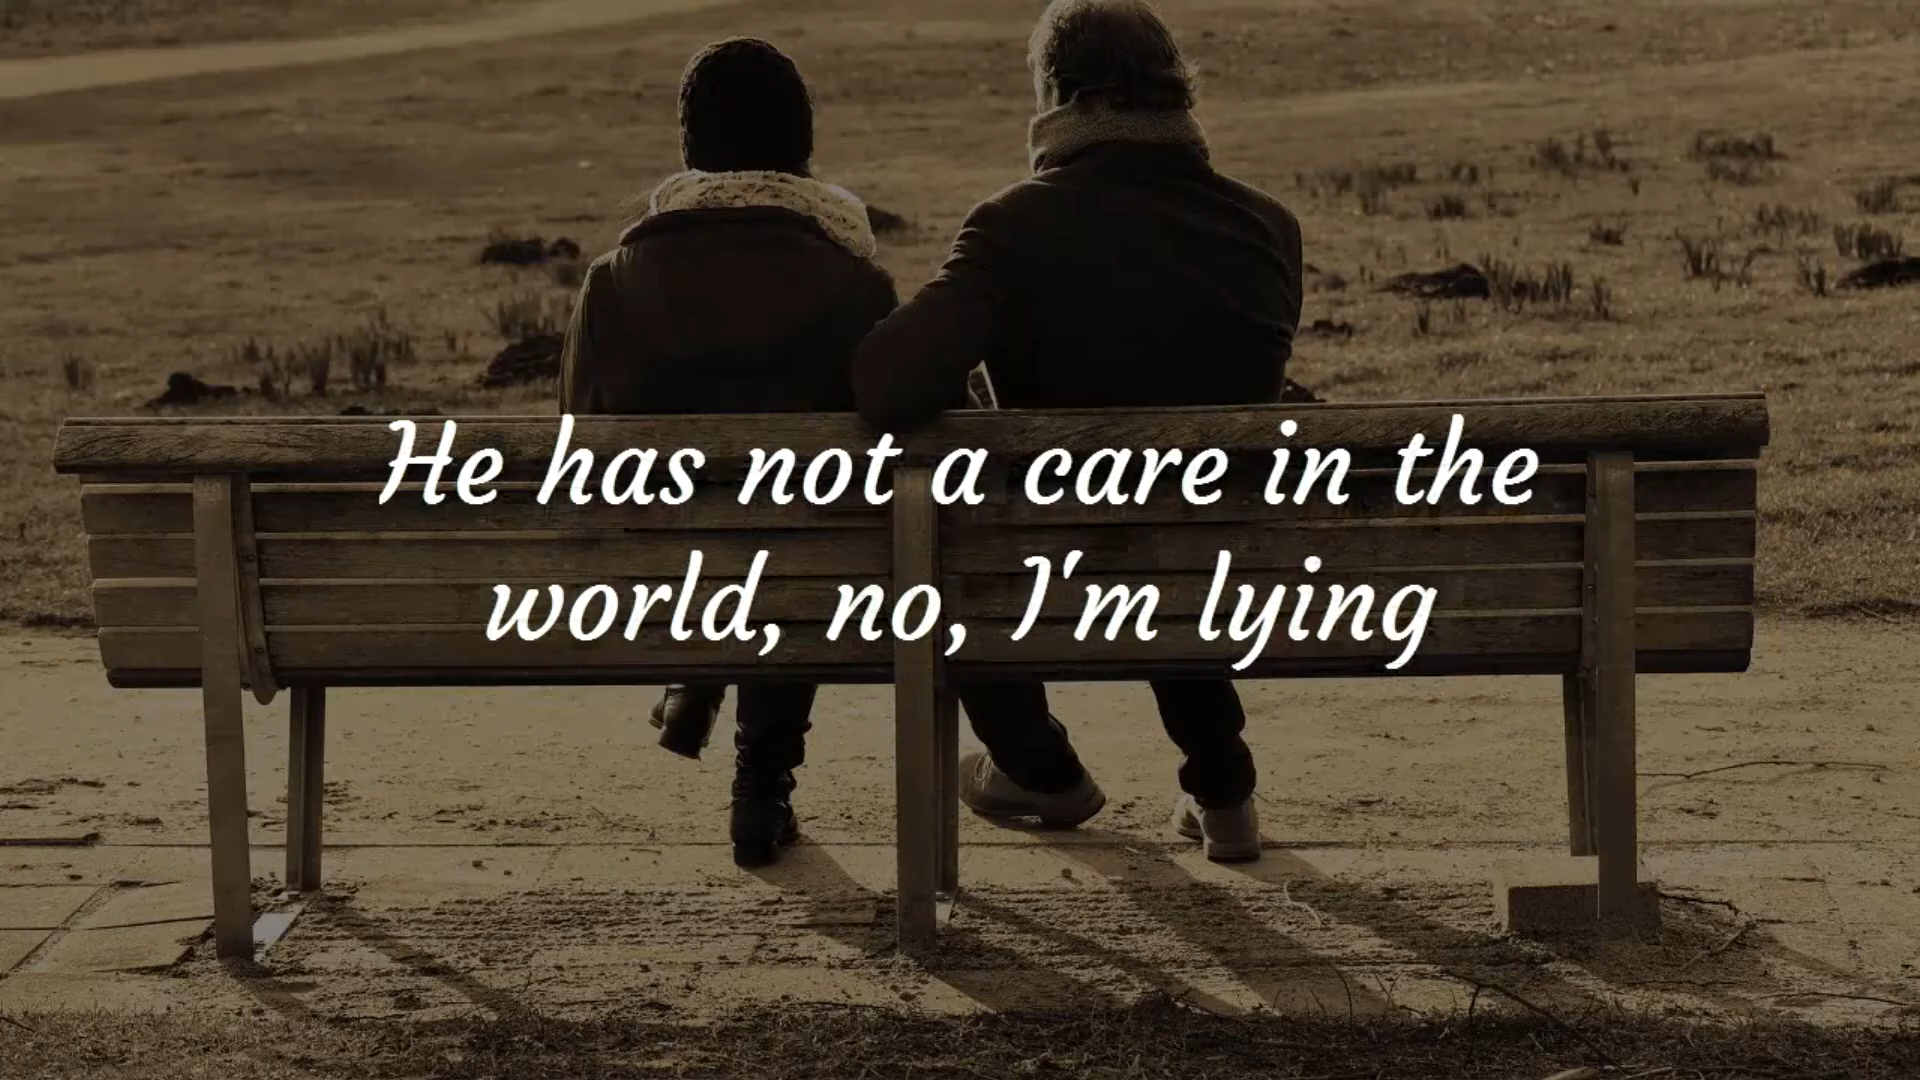 He has not a care in the
world, no, I'm lying